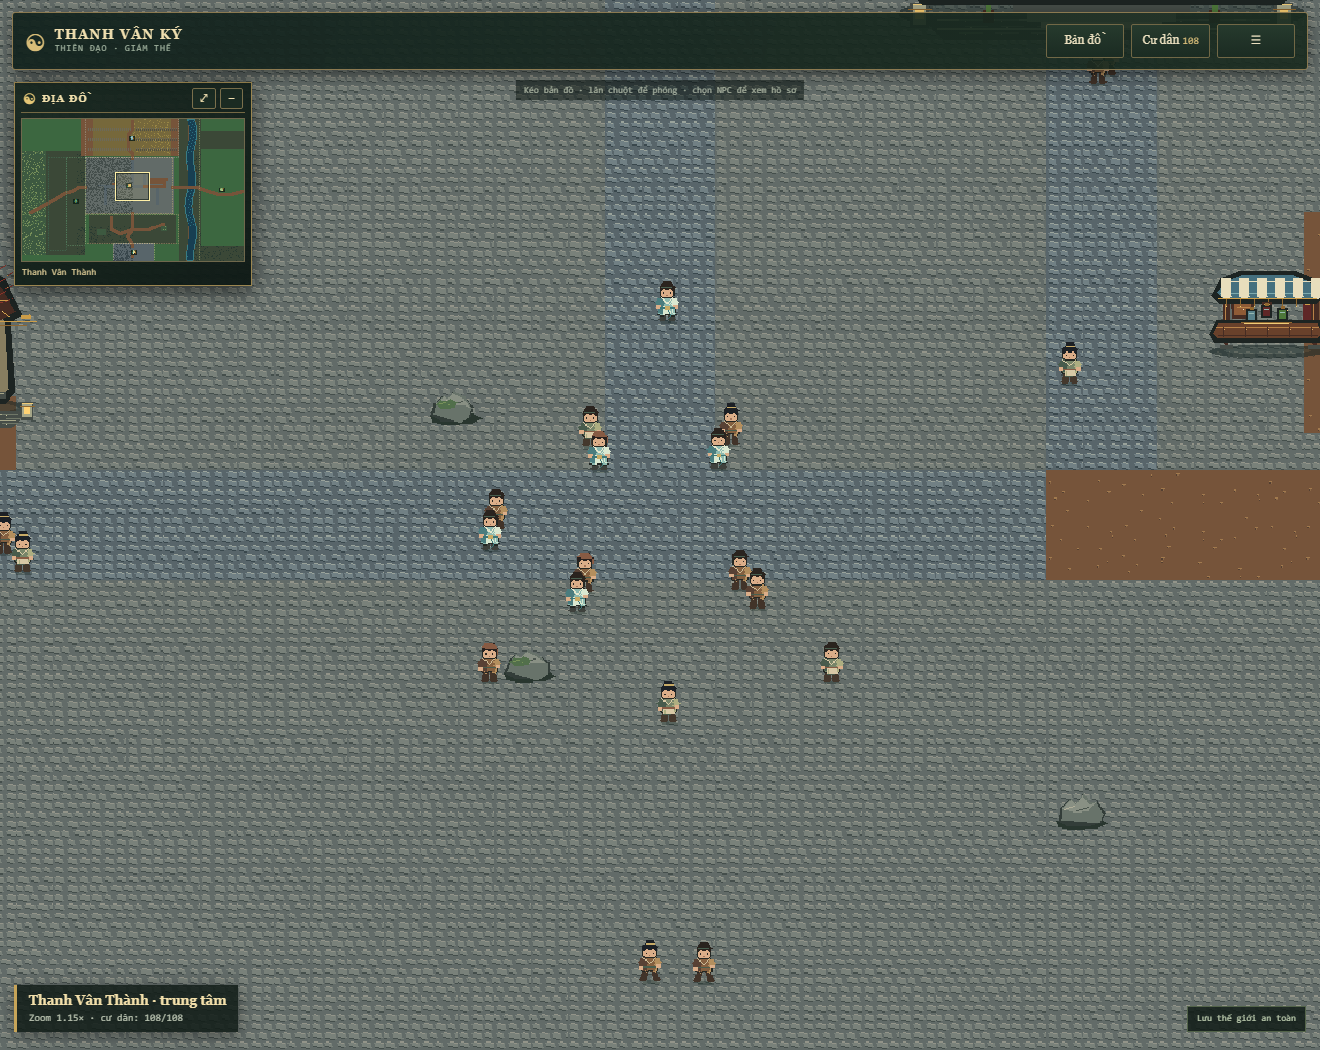 THANH VÂN KÝ
THIÊN ĐẠO · GIÁM THẾ
Bản đồ
Cư dân 108
☰
ĐỊA ĐỒ
Thanh Vân Thành
Kéo bản đồ · lăn chuột để phóng · chọn NPC để xem hồ sơ
Thanh Vân Thành · trung tâm
Zoom 1.15× · cư dân: 108/108
Lưu thế giới an toàn